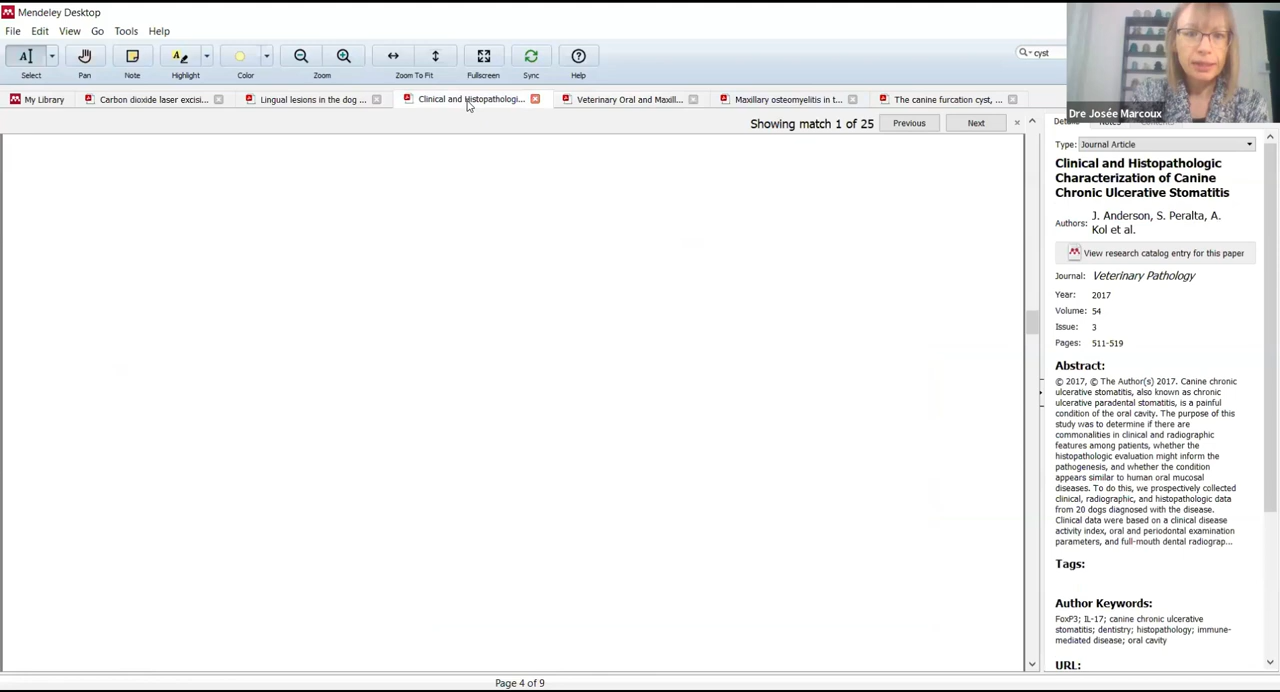 Mendeley Desktop
File Edit View Go Tools Help
Select Pan Note Highlight Color Zoom Zoom To Fit Fullscreen Sync Help
cyst
My Library Carbon dioxide laser excisi... Lingual lesions in the dog ... Clinical and Histopathologi... Veterinary Oral and Maxill... Maxillary osteomyelitis in t... The canine furcation cyst, ...
Dre Josée Marcoux
Showing match 1 of 25 Previous Next
Type: Journal Article
Clinical and Histopathologic
Characterization of Canine
Chronic Ulcerative Stomatitis
Authors: J. Anderson, S. Peralta, A.
Kol et al.
View research catalog entry for this paper
Journal: Veterinary Pathology
Year: 2017
Volume: 54
Issue: 3
Pages: 511-519
Abstract:
© 2017, © The Author(s) 2017. Canine chronic
ulcerative stomatitis, also known as chronic
ulcerative paradental stomatitis, is a painful
condition of the oral cavity. The purpose of this
study was to determine if there are
commonalities in clinical and radiographic
features among patients, whether the
histopathologic evaluation might inform the
pathogenesis, and whether the condition
appears similar to human oral mucosal
diseases. To do this, we prospectively collected
clinical, radiographic, and histopathologic data
from 20 dogs diagnosed with the disease.
Clinical data were based on a clinical disease
activity index, oral and periodontal examination
parameters, and full-mouth dental radiograp...
Tags:
Author Keywords:
FoxP3; IL-17; canine chronic ulcerative
stomatitis; dentistry; histopathology; immune-
mediated disease; oral cavity
URL:
Page 4 of 9